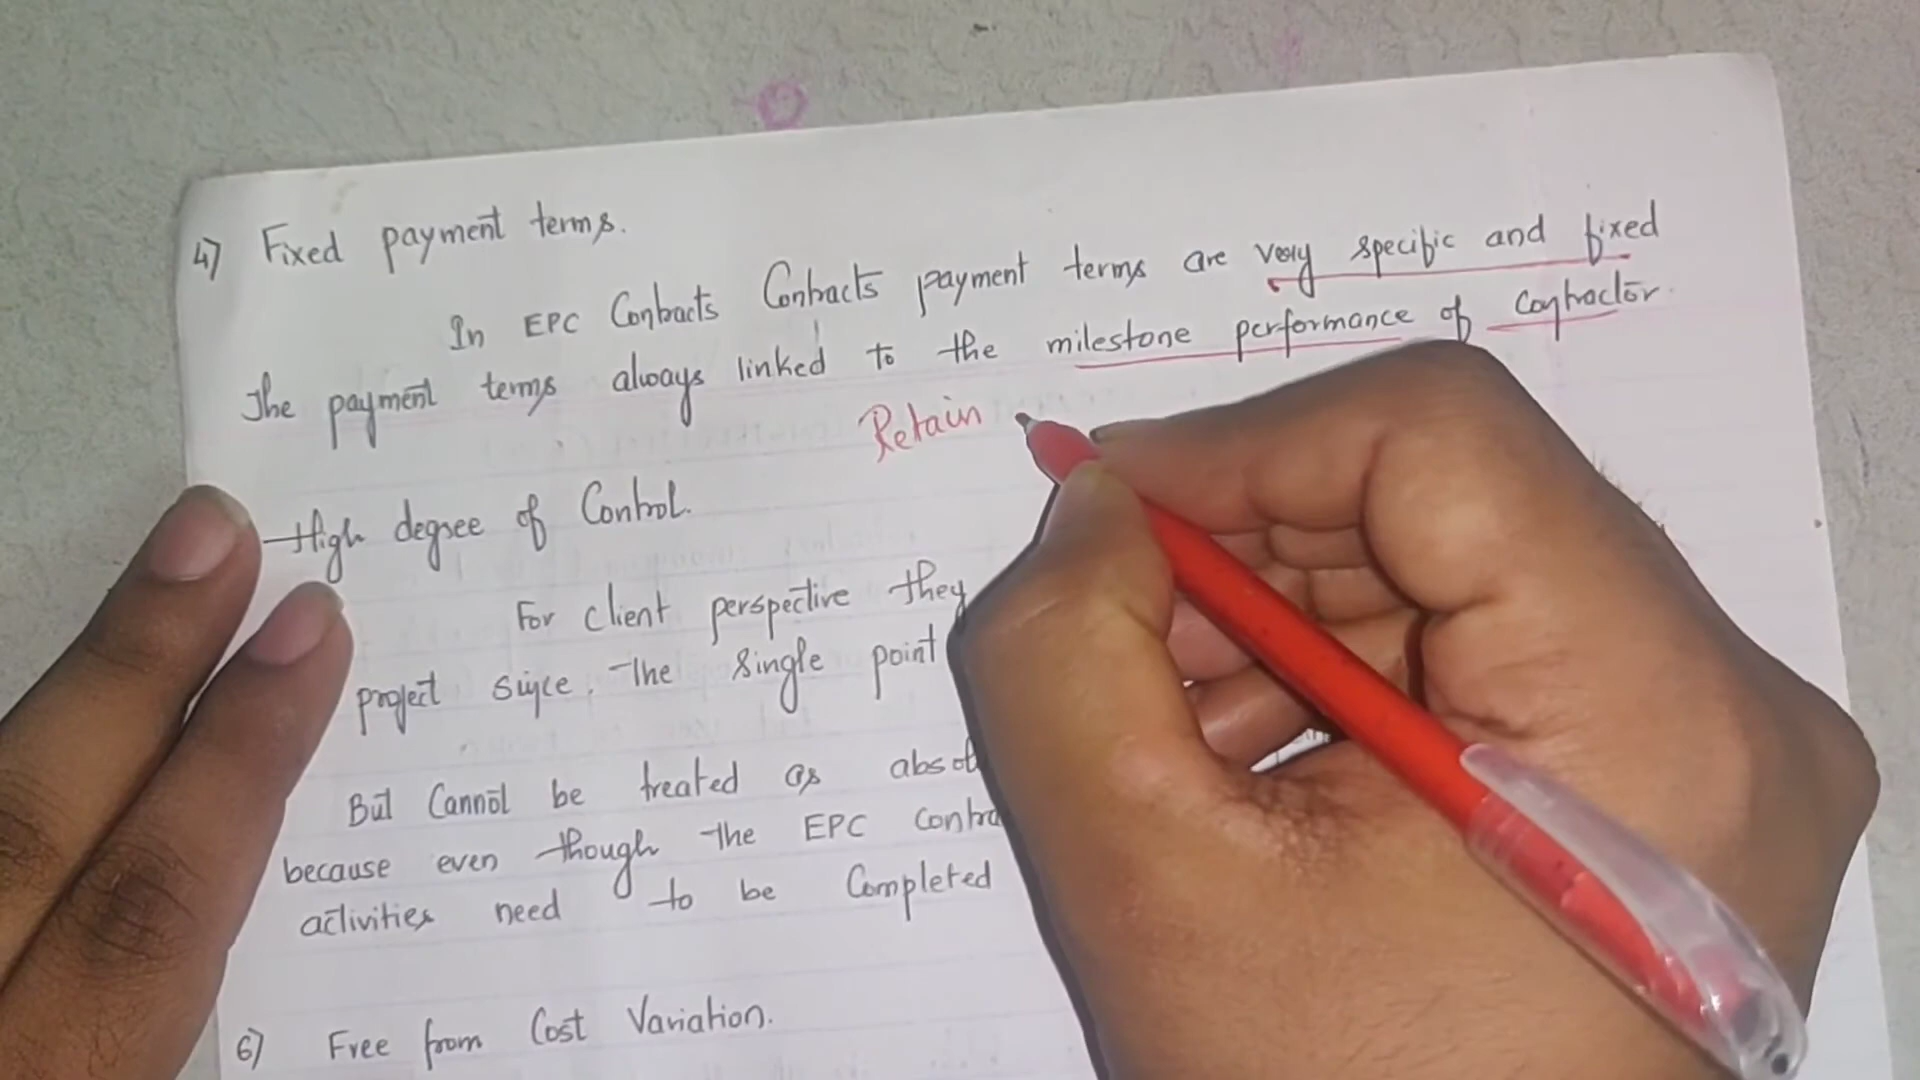 4) Fixed payment terms.
In EPC Contracts Contracts payment terms are very specific and fixed
The payment terms always linked to the milestone performance of contractor.
Retain
High degree of Control.
For client perspective they
project since, the single point
But Cannot be treated as
because even though the EPC
activities need to be Completed
6) Free from Cost Variation.